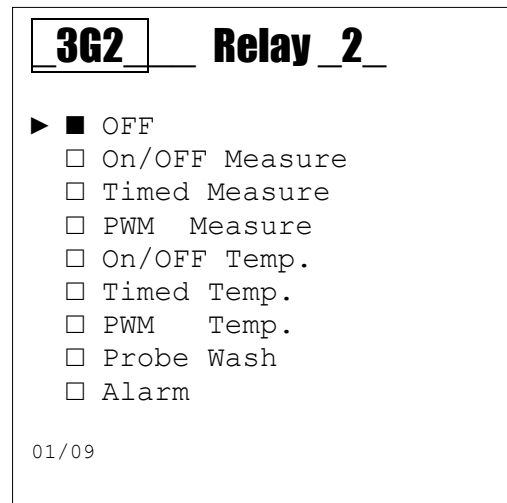 _3G2____ Relay _2_
► ■ OFF
□ On/OFF Measure
□ Timed Measure
□ PWM Measure
□ On/OFF Temp.
□ Timed Temp.
□ PWM Temp.
□ Probe Wash
□ Alarm
01/09